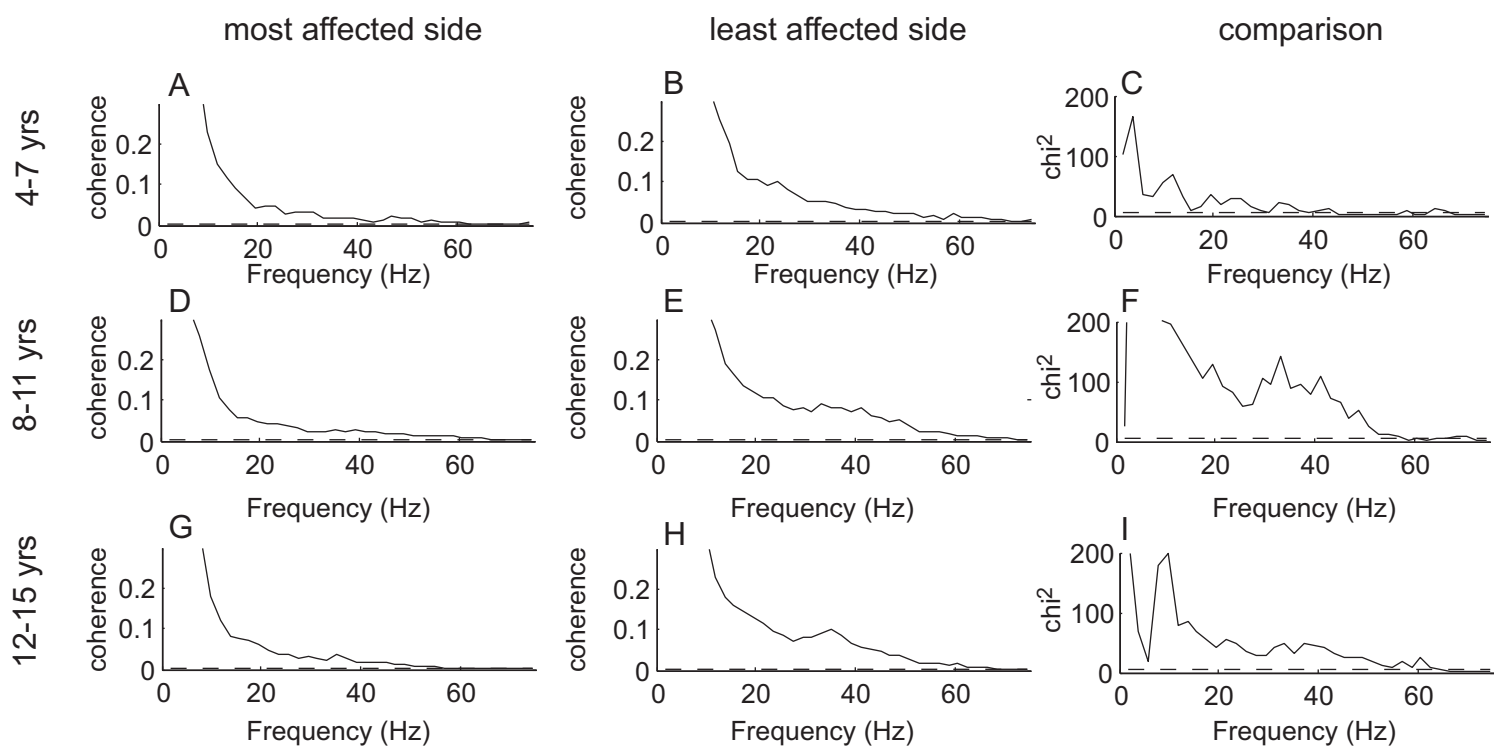 most affected side least affected side comparison
4-7 yrs
A
coherence
0.2
0.1
0
0 20 40 60
Frequency (Hz)
B
coherence
0.2
0.1
0
0 20 40 60
Frequency (Hz)
C
chi2
200
100
0
0 20 40 60
Frequency (Hz)
8-11 yrs
D
coherence
0.2
0.1
0
0 20 40 60
Frequency (Hz)
E
coherence
0.2
0.1
0
0 20 40 60
Frequency (Hz)
F
chi2
200
100
0
0 20 40 60
Frequency (Hz)
12-15 yrs
G
coherence
0.2
0.1
0
0 20 40 60
Frequency (Hz)
H
coherence
0.2
0.1
0
0 20 40 60
Frequency (Hz)
I
chi2
200
100
0
0 20 40 60
Frequency (Hz)